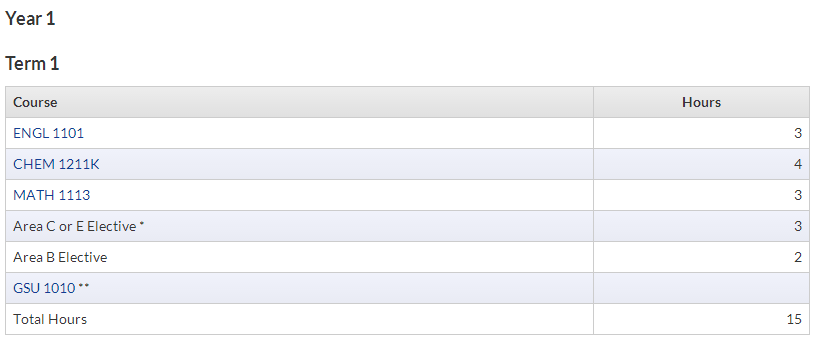 Year 1
Term 1
Course Hours
ENGL 1101 3
CHEM 1211K 4
MATH 1113 3
Area C or E Elective * 3
Area B Elective 2
GSU 1010 **
Total Hours 15